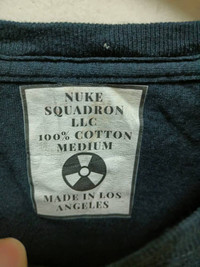 NUKE
SQUADRON
LLC
100% COTTON
MEDIUM
MADE IN LOS
ANGELES